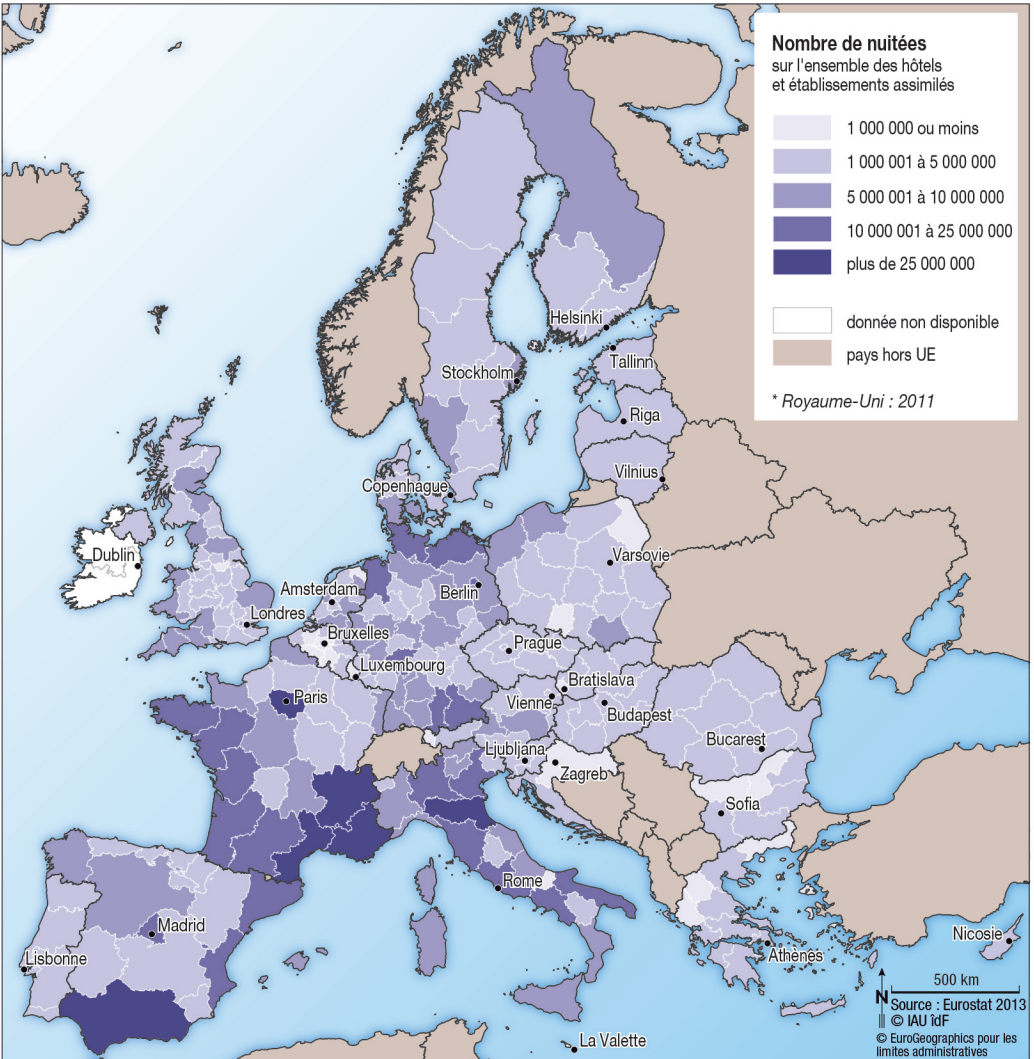 Nombre de nuitées
sur l'ensemble des hôtels
et établissements assimilés
1 000 000 ou moins
1 000 001 à 5 000 000
5 000 001 à 10 000 000
10 000 001 à 25 000 000
plus de 25 000 000
donnée non disponible
pays hors UE
* Royaume-Uni : 2011
Helsinki
Tallinn
Stockholm
Riga
Vilnius
Copenhague
Dublin
Varsovie
Amsterdam
Berlin
Londres
Bruxelles
Prague
Luxembourg
Bratislava
Paris
Vienne
Budapest
Bucarest
Ljubljana
Zagreb
Sofia
Rome
Madrid
Nicosie
Lisbonne
Athènes
500 km
N
Source : Eurostat 2013
© IAU îdF
© EuroGeographics pour les
limites administratives
La Valette